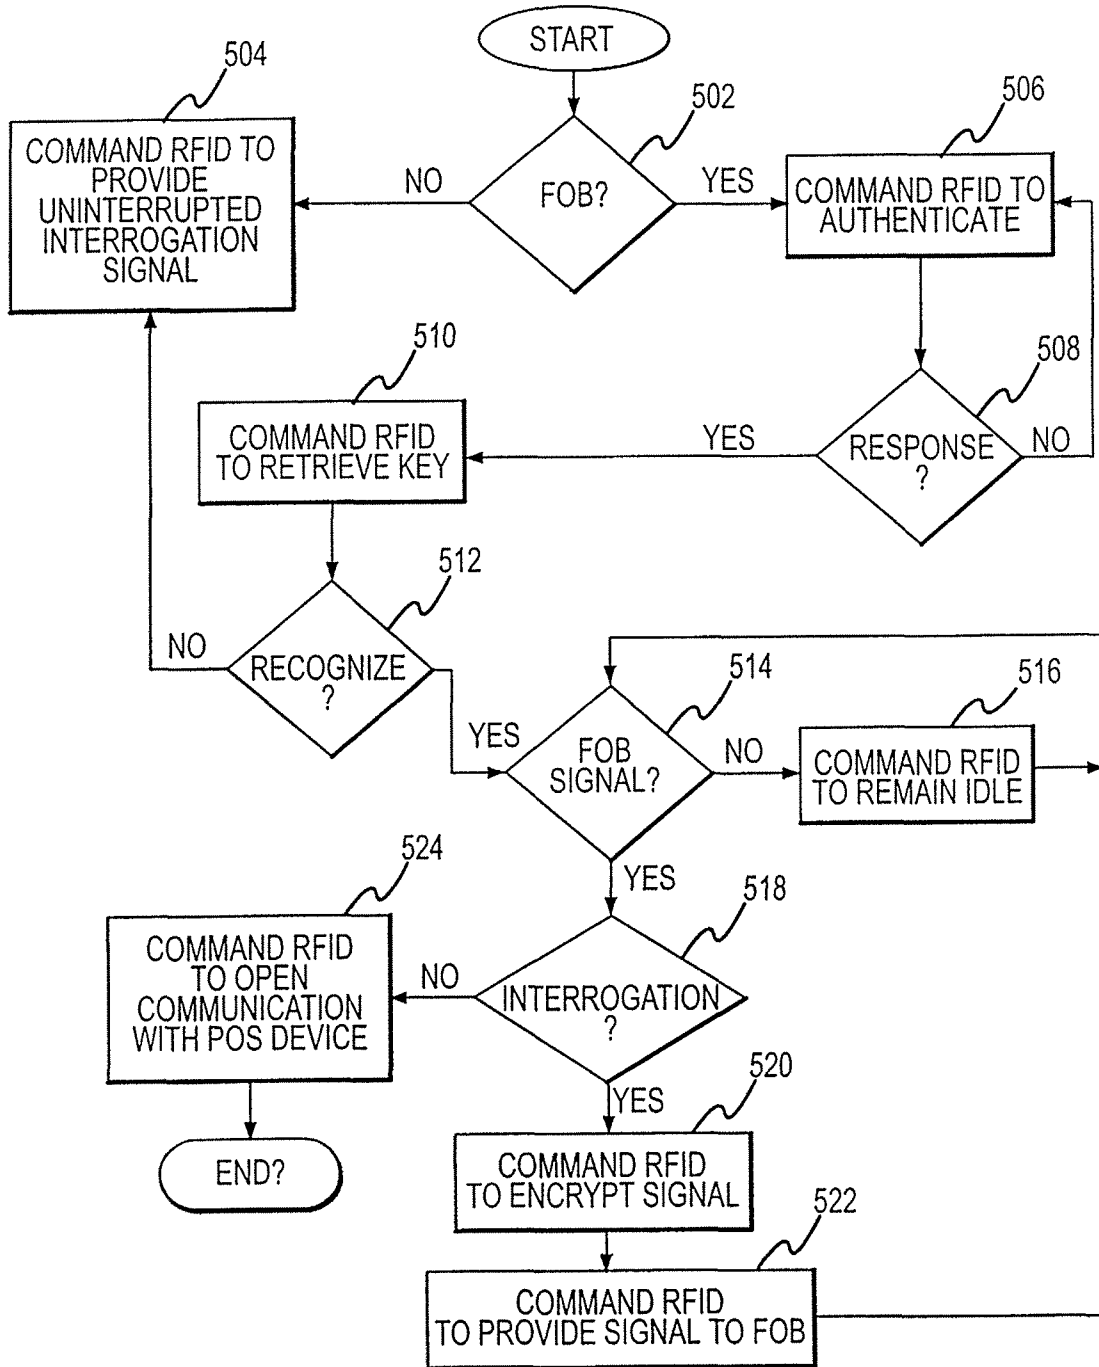 START
504
502
506
COMMAND RFID TO
PROVIDE
UNINTERRUPTED
INTERROGATION
SIGNAL
NO
FOB?
YES
COMMAND RFID TO
AUTHENTICATE
510
508
COMMAND RFID
TO RETRIEVE KEY
YES
RESPONSE
?
NO
512
NO
RECOGNIZE
?
YES
514
516
FOB
SIGNAL?
NO
COMMAND RFID
TO REMAIN IDLE
YES
524
518
COMMAND RFID
TO OPEN
COMMUNICATION
WITH POS DEVICE
NO
INTERROGATION
?
YES
520
END?
COMMAND RFID
TO ENCRYPT SIGNAL
522
COMMAND RFID
TO PROVIDE SIGNAL TO FOB